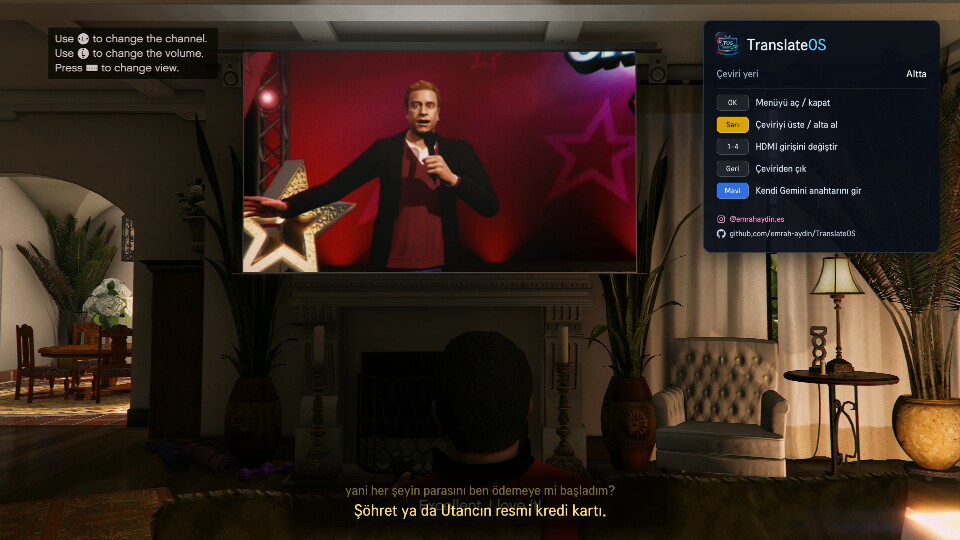 Use to change the channel.
Use to change the volume.
Press to change view.
TranslateOS
Çeviri yeri Altta
OK Menüyü aç / kapat
Sarı Çeviriyi üste / alta al
1-4 HDMI girişini değiştir
Geri Çeviriden çık
Mavi Kendi Gemini anahtarını gir
@emrahaydin.es
github.com/emrah-aydin/TranslateOS
yani her şeyin parasını ben ödemeye mi başladım?
Şöhret ya da Utancın resmi kredi kartı.